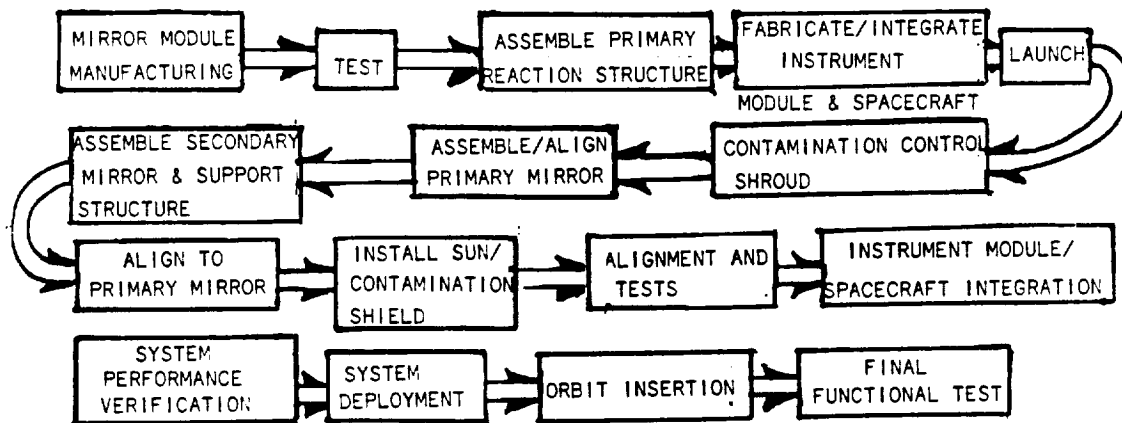 MIRROR MODULE
MANUFACTURING
TEST
ASSEMBLE PRIMARY
REACTION STRUCTURE
FABRICATE/INTEGRATE
INSTRUMENT
MODULE & SPACECRAFT
LAUNCH
CONTAMINATION CONTROL
SHROUD
ASSEMBLE/ALIGN
PRIMARY MIRROR
ASSEMBLE SECONDARY
MIRROR & SUPPORT
STRUCTURE
ALIGN TO
PRIMARY MIRROR
INSTALL SUN/
CONTAMINATION
SHIELD
ALIGNMENT AND
TESTS
INSTRUMENT MODULE/
SPACECRAFT INTEGRATION
SYSTEM
PERFORMANCE
VERIFICATION
SYSTEM
DEPLOYMENT
ORBIT INSERTION
FINAL
FUNCTIONAL TEST